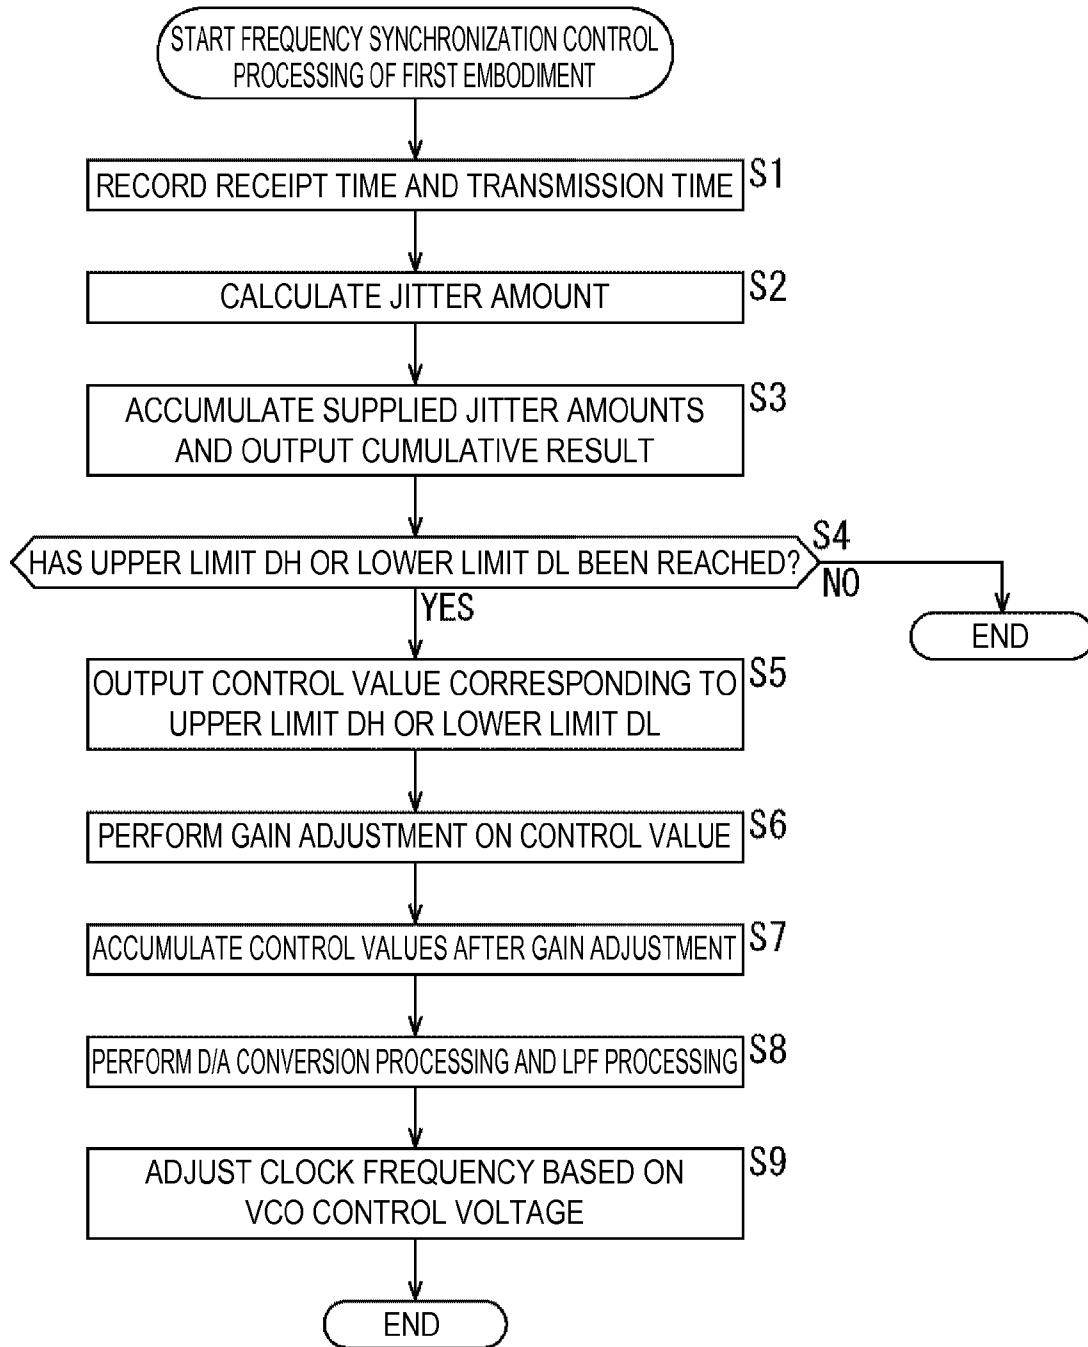 START FREQUENCY SYNCHRONIZATION CONTROL
PROCESSING OF FIRST EMBODIMENT
S1
RECORD RECEIPT TIME AND TRANSMISSION TIME
S2
CALCULATE JITTER AMOUNT
S3
ACCUMULATE SUPPLIED JITTER AMOUNTS
AND OUTPUT CUMULATIVE RESULT
S4
HAS UPPER LIMIT DH OR LOWER LIMIT DL BEEN REACHED?
NO
YES
END
S5
OUTPUT CONTROL VALUE CORRESPONDING TO
UPPER LIMIT DH OR LOWER LIMIT DL
S6
PERFORM GAIN ADJUSTMENT ON CONTROL VALUE
S7
ACCUMULATE CONTROL VALUES AFTER GAIN ADJUSTMENT
S8
PERFORM D/A CONVERSION PROCESSING AND LPF PROCESSING
S9
ADJUST CLOCK FREQUENCY BASED ON
VCO CONTROL VOLTAGE
END